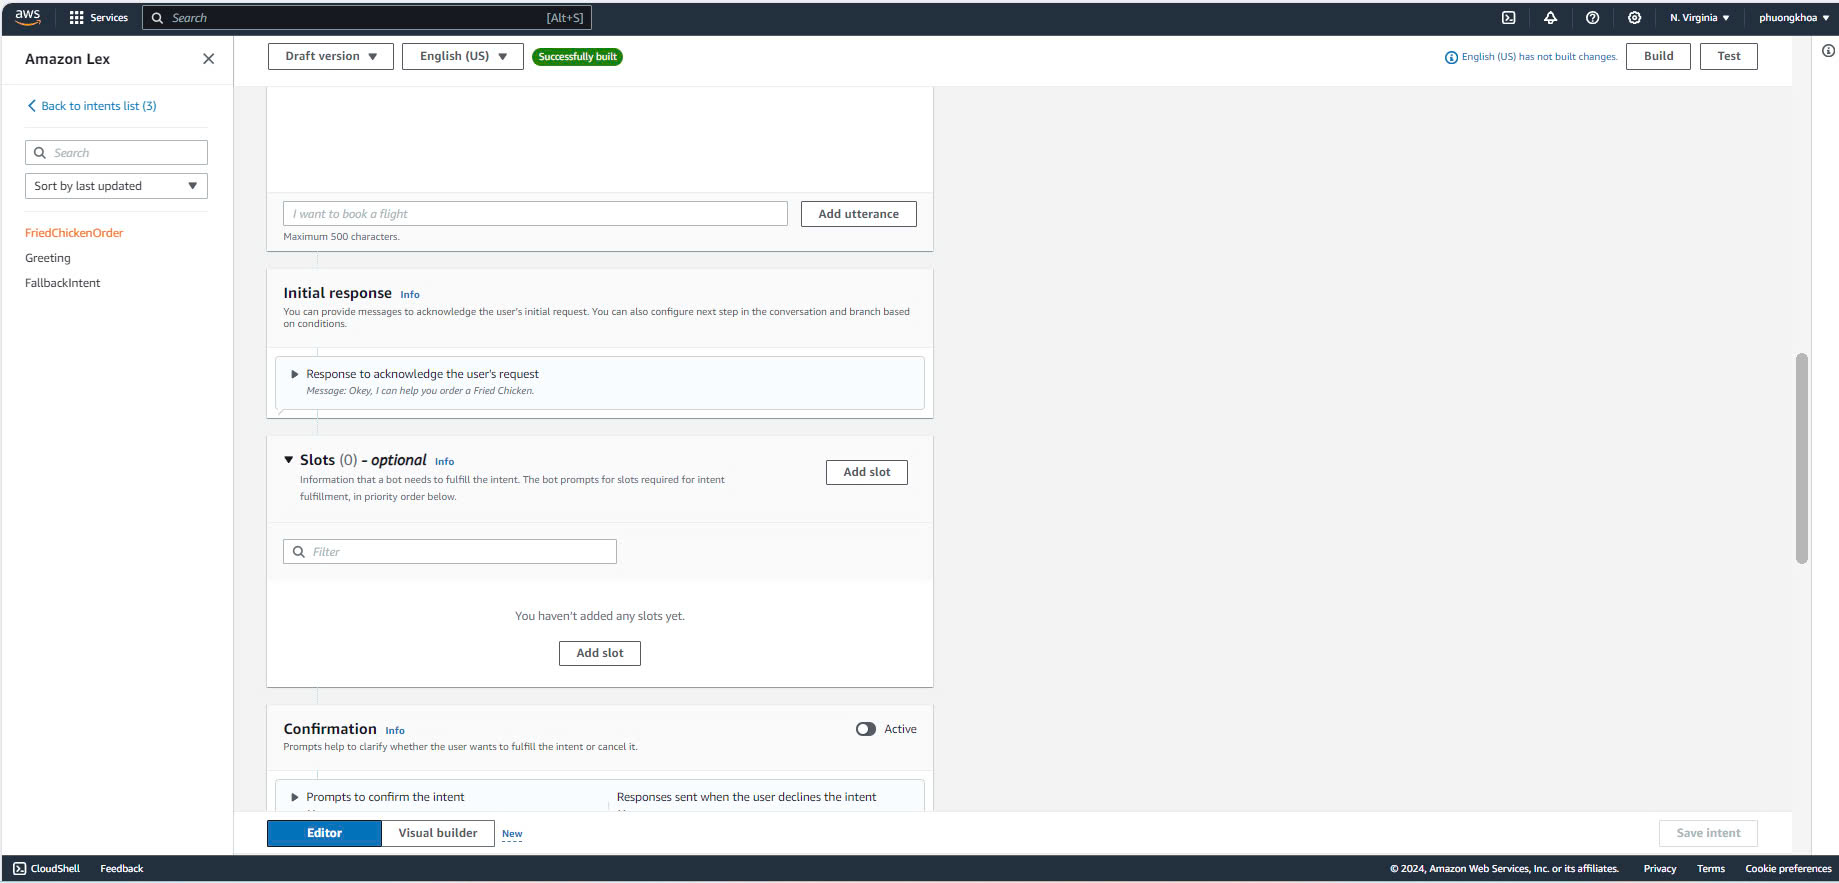 aws
Services
Search
[Alt+S]
N. Virginia
phuongkhoa
Amazon Lex
Draft version
English (US)
Successfully built
English (US) has not built changes.
Build
Test
Back to intents list (3)
Search
Sort by last updated
FriedChickenOrder
Greeting
FallbackIntent
I want to book a flight
Add utterance
Maximum 500 characters.
Initial response Info
You can provide messages to acknowledge the user's initial request. You can also configure next step in the conversation and branch based
on conditions.
Response to acknowledge the user's request
Message: Okey, I can help you order a Fried Chicken.
Slots (0) - optional Info
Add slot
Information that a bot needs to fulfill the intent. The bot prompts for slots required for intent
fulfillment, in priority order below.
Filter
You haven't added any slots yet.
Add slot
Confirmation Info
Active
Prompts help to clarify whether the user wants to fulfill the intent or cancel it.
Prompts to confirm the intent
Responses sent when the user declines the intent
Editor
Visual builder
New
Save intent
CloudShell
Feedback
© 2024, Amazon Web Services, Inc. or its affiliates.
Privacy
Terms
Cookie preferences